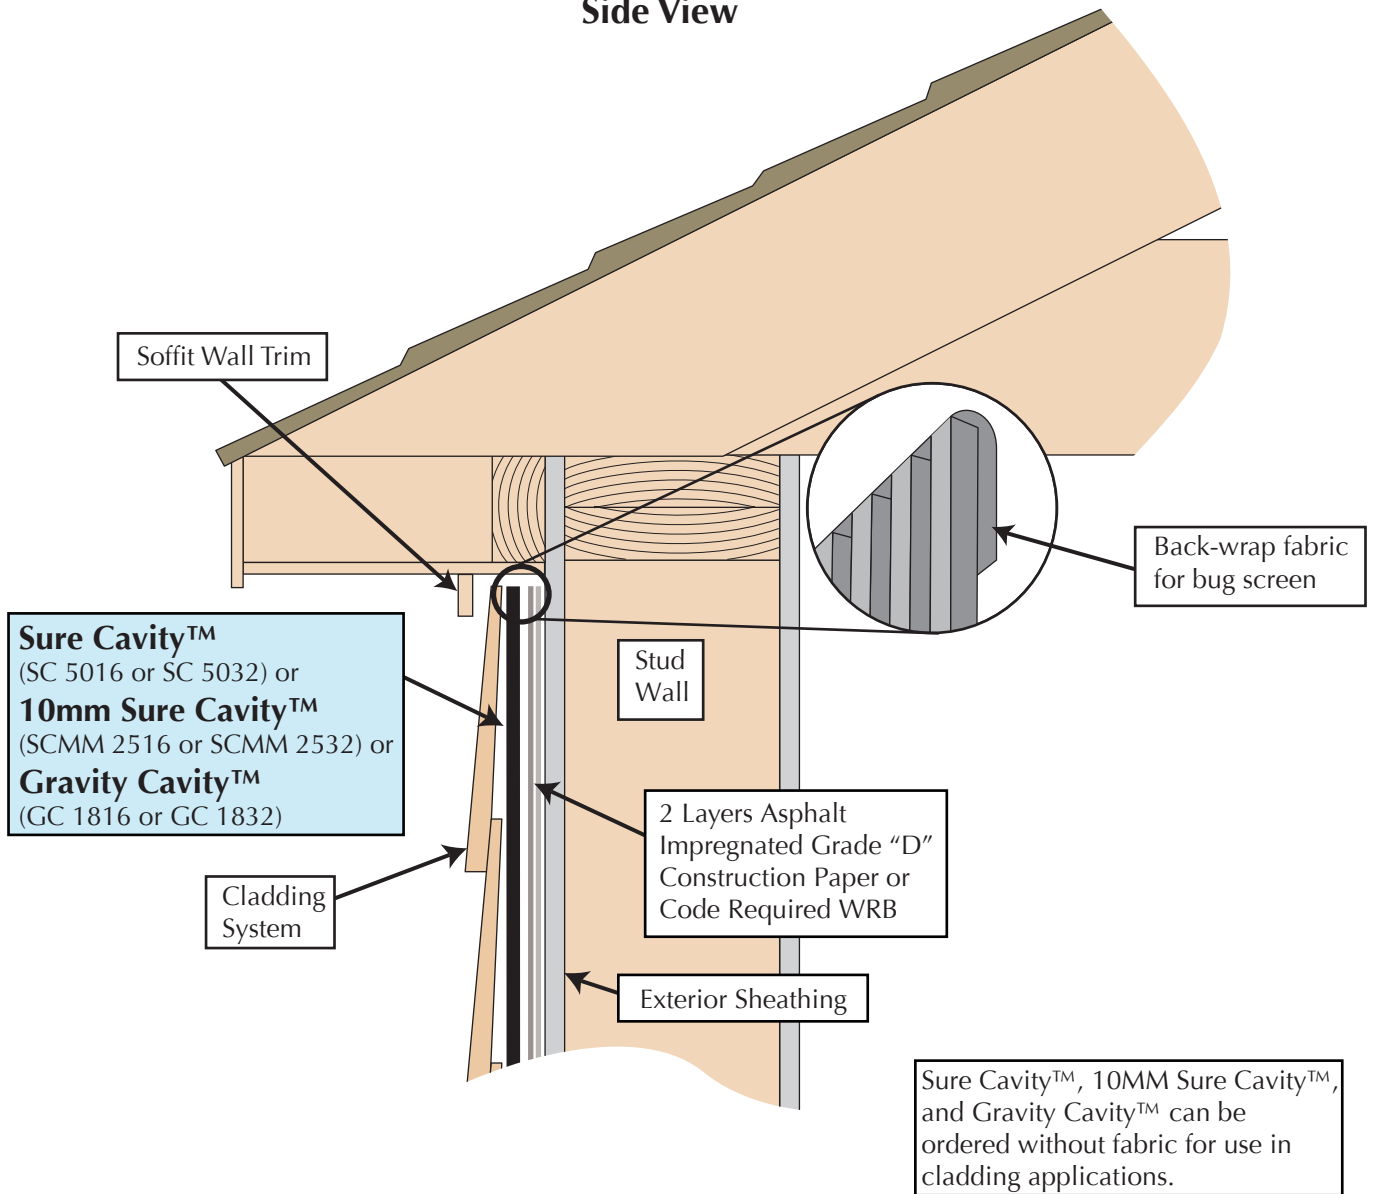 Side View
Soffit Wall Trim
Back-wrap fabric
for bug screen
Sure Cavity™
(SC 5016 or SC 5032) or
10mm Sure Cavity™
(SCMM 2516 or SCMM 2532) or
Gravity Cavity™
(GC 1816 or GC 1832)
Stud
Wall
2 Layers Asphalt
Impregnated Grade “D”
Construction Paper or
Code Required WRB
Cladding
System
Exterior Sheathing
Sure Cavity™, 10MM Sure Cavity™,
and Gravity Cavity™ can be
ordered without fabric for use in
cladding applications.